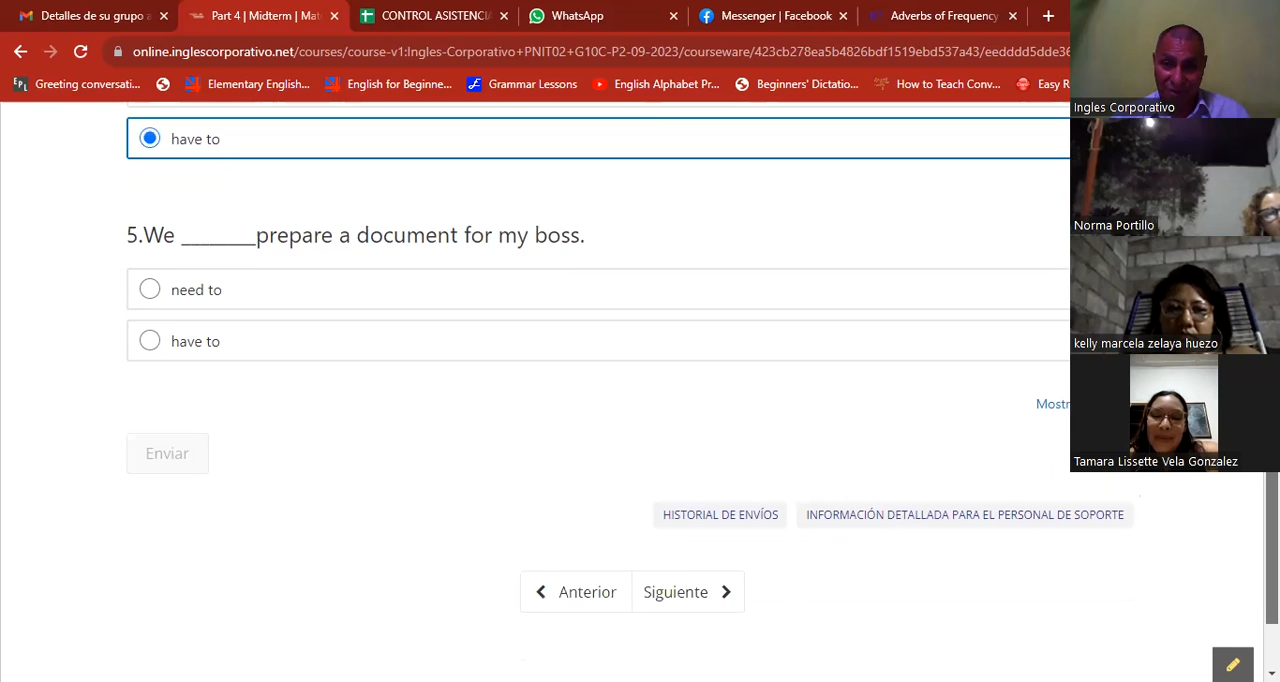 Detalles de su grupo a
Part 4 | Midterm | Mat
CONTROL ASISTENCIA
WhatsApp
Messenger | Facebook
Adverbs of Frequency
online.inglescorporativo.net/courses/course-v1:Ingles-Corporativo+PNIT02+G10C-P2-09-2023/courseware/423cb278ea5b4826bdf1519ebd537a43/eedddd5dde36
Greeting conversati...
Elementary English...
English for Beginne...
Grammar Lessons
English Alphabet Pr...
Beginners' Dictatio...
How to Teach Conv...
Easy R
Ingles Corporativo
have to
Norma Portillo
5.We _______prepare a document for my boss.
need to
have to
kelly marcela zelaya huezo
Mostr
Enviar
Tamara Lissette Vela Gonzalez
HISTORIAL DE ENVÍOS
INFORMACIÓN DETALLADA PARA EL PERSONAL DE SOPORTE
Anterior
Siguiente